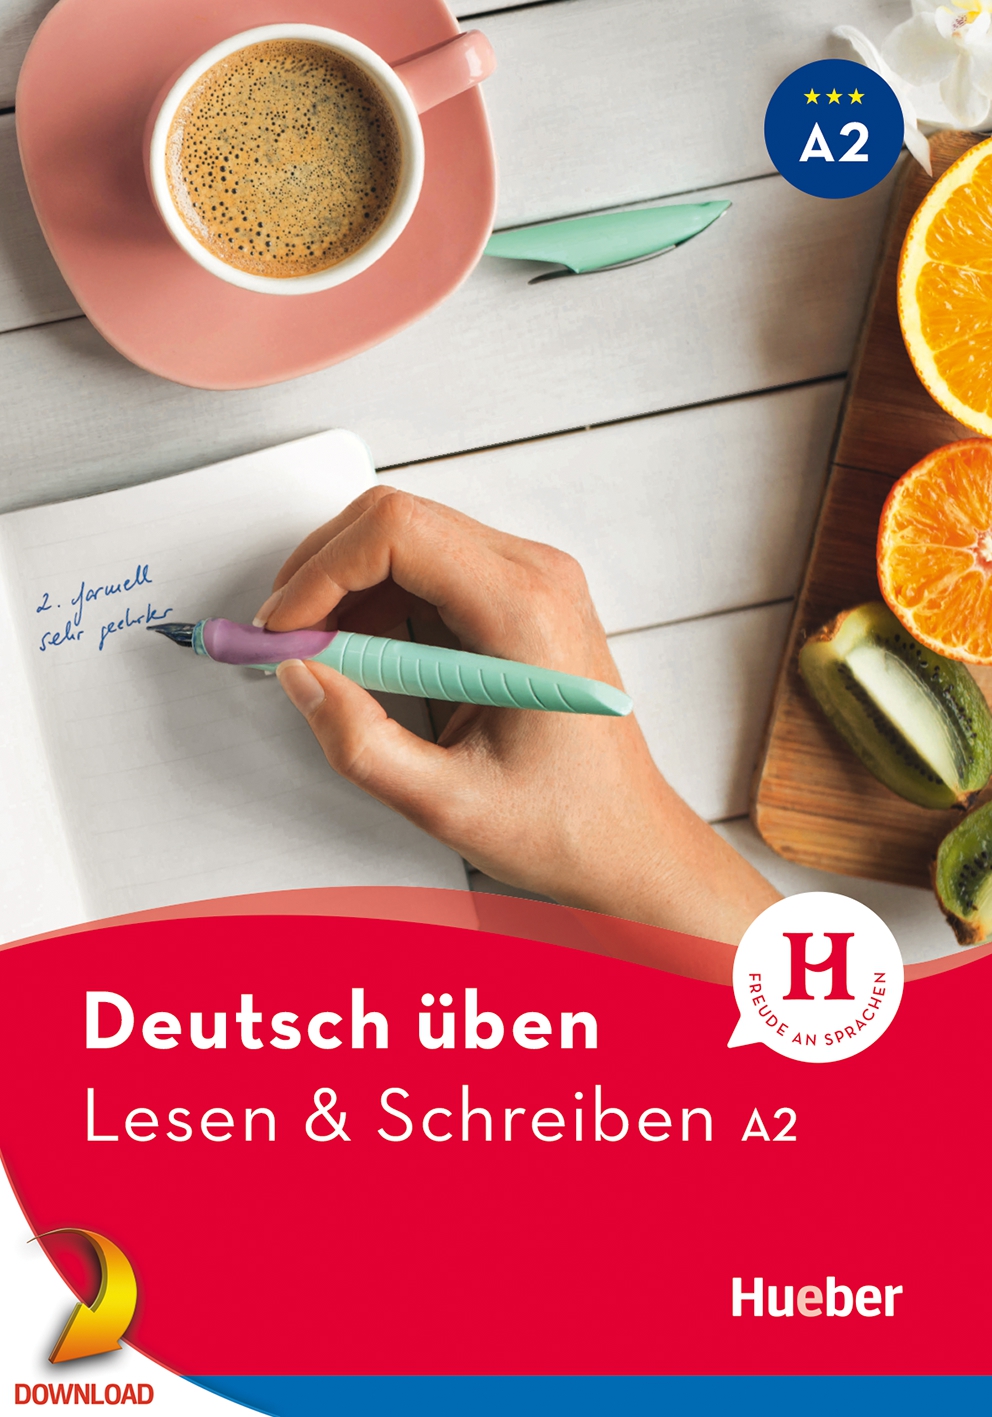 A2
2. formell
sehr geehrter
H
FREUDE AN SPRACHEN
Deutsch üben
Lesen & Schreiben A2
Hueber
DOWNLOAD